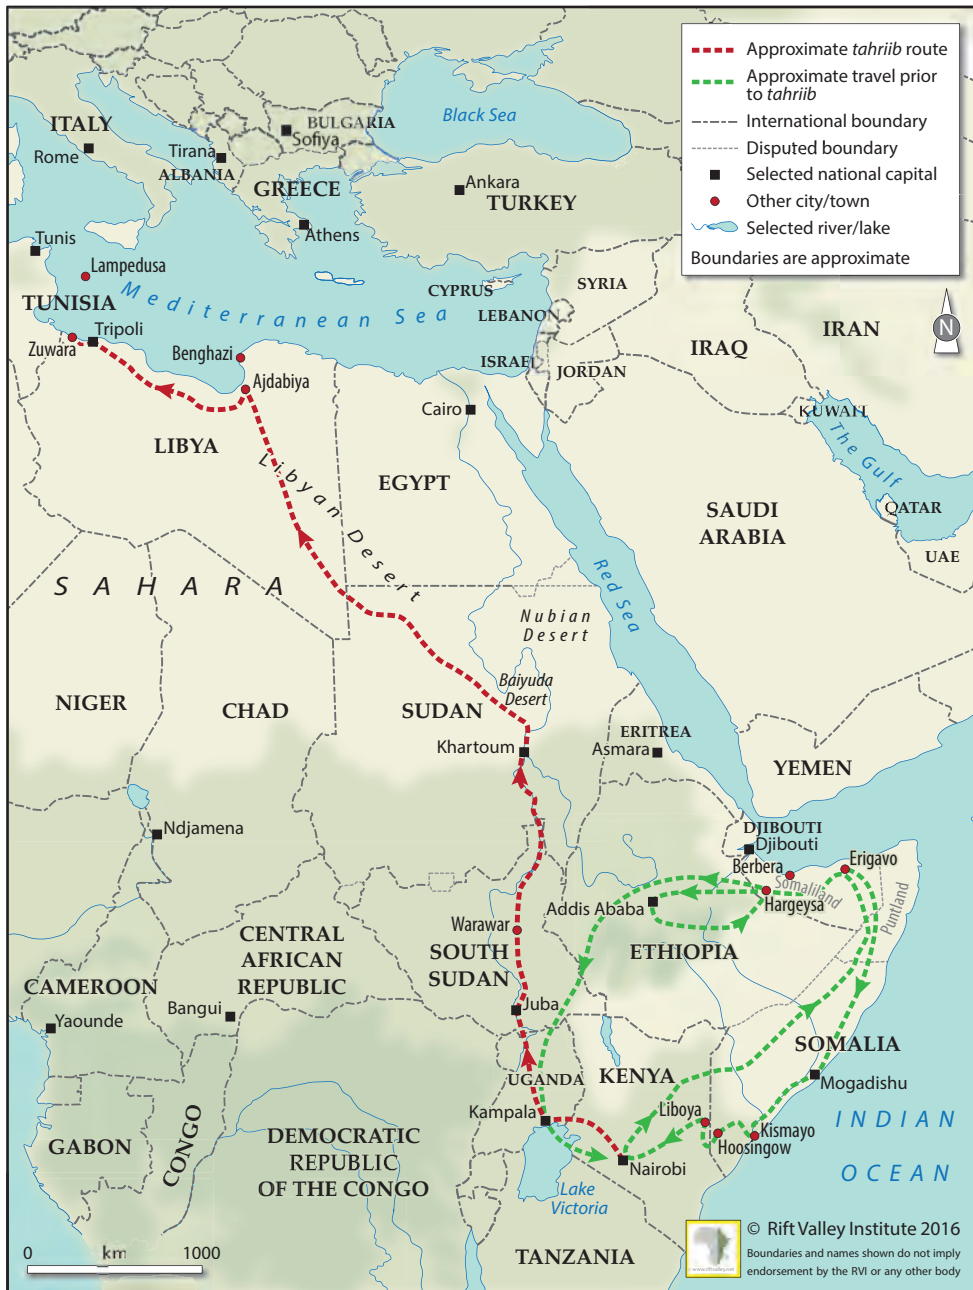 Approximate tahriib route
Approximate travel prior
to tahriib
International boundary
Disputed boundary
Selected national capital
Other city/town
Selected river/lake
Boundaries are approximate
N
ITALY
Rome
Tirana
ALBANIA
BULGARIA
Sofiya
GREECE
Athens
Black Sea
Ankara
TURKEY
Tunis
Lampedusa
TUNISIA
Mediterranean Sea
CYPRUS
LEBANON
SYRIA
ISRAEL
JORDAN
IRAQ
IRAN
KUWAIT
The Gulf
QATAR
UAE
Zuwara
Tripoli
Benghazi
Ajdabiya
Cairo
LIBYA
Libyan Desert
EGYPT
SAUDI
ARABIA
Red Sea
SAHARA
Nubian
Desert
Baiyuda
Desert
NIGER
CHAD
SUDAN
Khartoum
ERITREA
Asmara
YEMEN
Ndjamena
DJIBOUTI
Djibouti
Berbera
Erigavo
Somaliland
Puntland
Hargeysa
Addis Ababa
ETHIOPIA
Warawar
SOUTH
SUDAN
CENTRAL
AFRICAN
REPUBLIC
CAMEROON
Yaounde
Bangui
Juba
SOMALIA
Mogadishu
UGANDA
KENYA
Kampala
Liboya
Kismayo
Hoosingow
Nairobi
INDIAN
OCEAN
GABON
CONGO
DEMOCRATIC
REPUBLIC
OF THE CONGO
Lake
Victoria
TANZANIA
0 km 1000
© Rift Valley Institute 2016
Boundaries and names shown do not imply
endorsement by the RVI or any other body